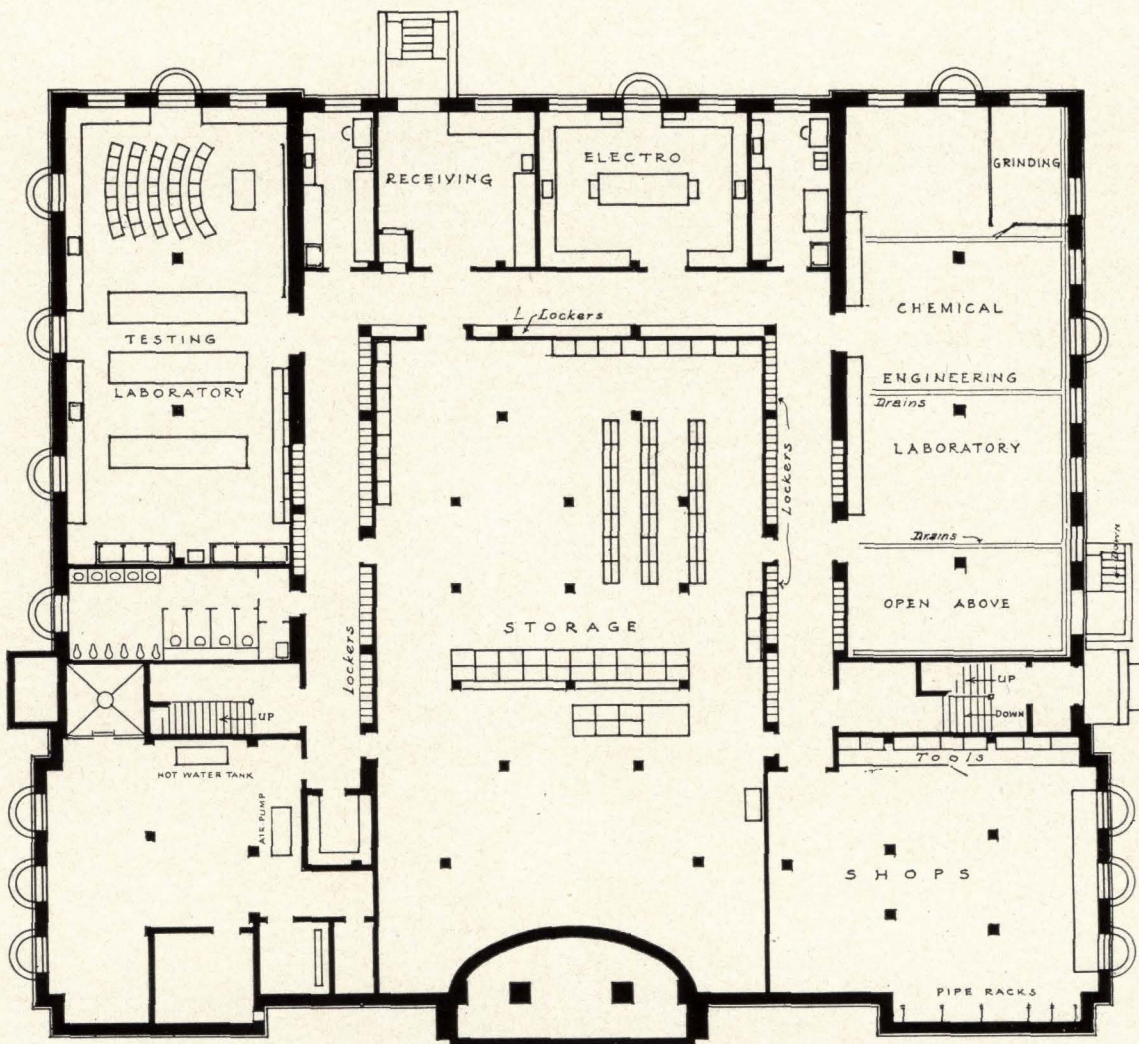 RECEIVING
ELECTRO
GRINDING
L Lockers
TESTING
LABORATORY
CHEMICAL
ENGINEERING
Drains
LABORATORY
Lockers
Drains
DOWN
OPEN ABOVE
STORAGE
Lockers
UP
UP
DOWN
HOT WATER TANK
AIR PUMP
TOOLS
SHOPS
PIPE RACKS